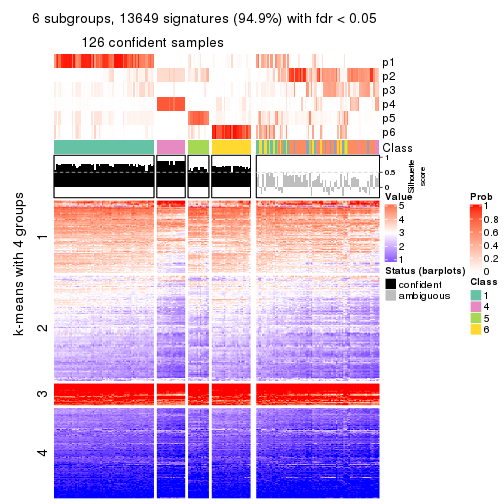 6 subgroups, 13649 signatures (94.9%) with fdr < 0.05
126 confident samples
p1
p2
p3
p4
p5
p6
Class
1
0.5
0
Silhouette
score
k-means with 4 groups
1
2
3
4
Value
5
4
3
2
1
Status (barplots)
confident
ambiguous
Prob
1
0.8
0.6
0.4
0.2
0
Class
1
4
5
6